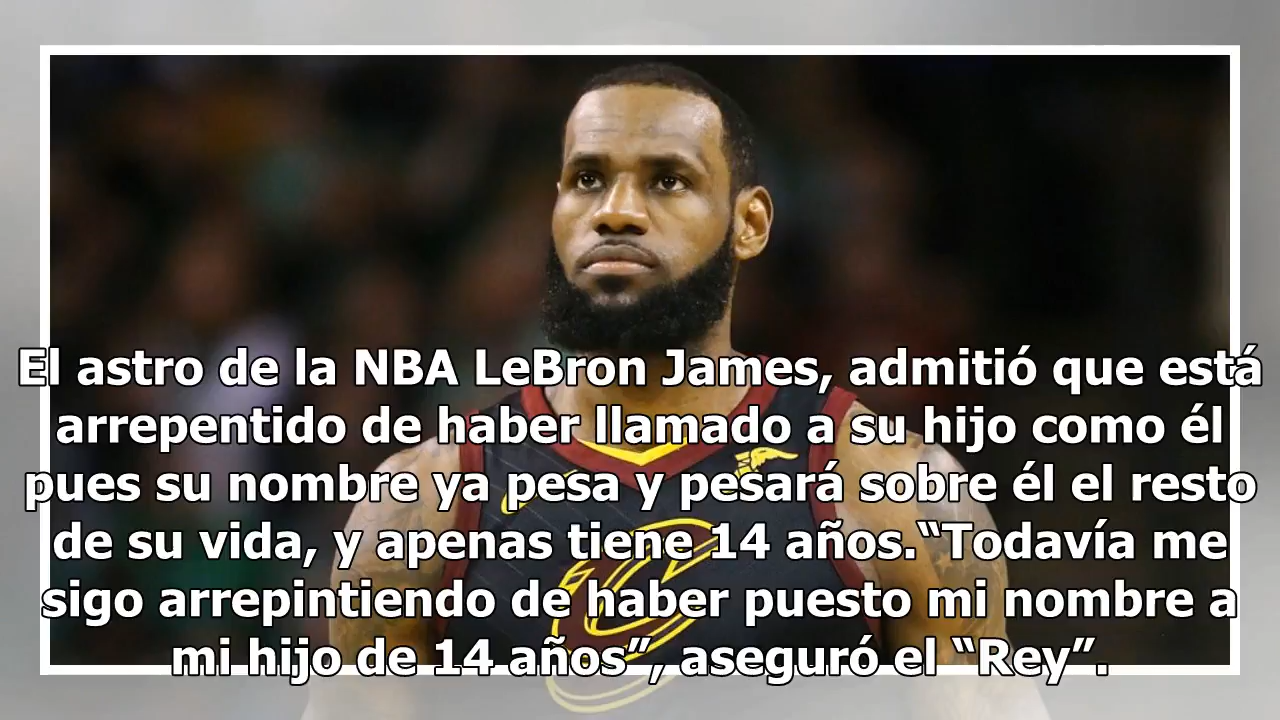 El astro de la NBA LeBron James, admitió que está
arrepentido de haber llamado a su hijo como él
pues su nombre ya pesa y pesará sobre él el resto
de su vida, y apenas tiene 14 años.“Todavía me
sigo arrepintiendo de haber puesto mi nombre a
mi hijo de 14 años”, aseguró el “Rey”.